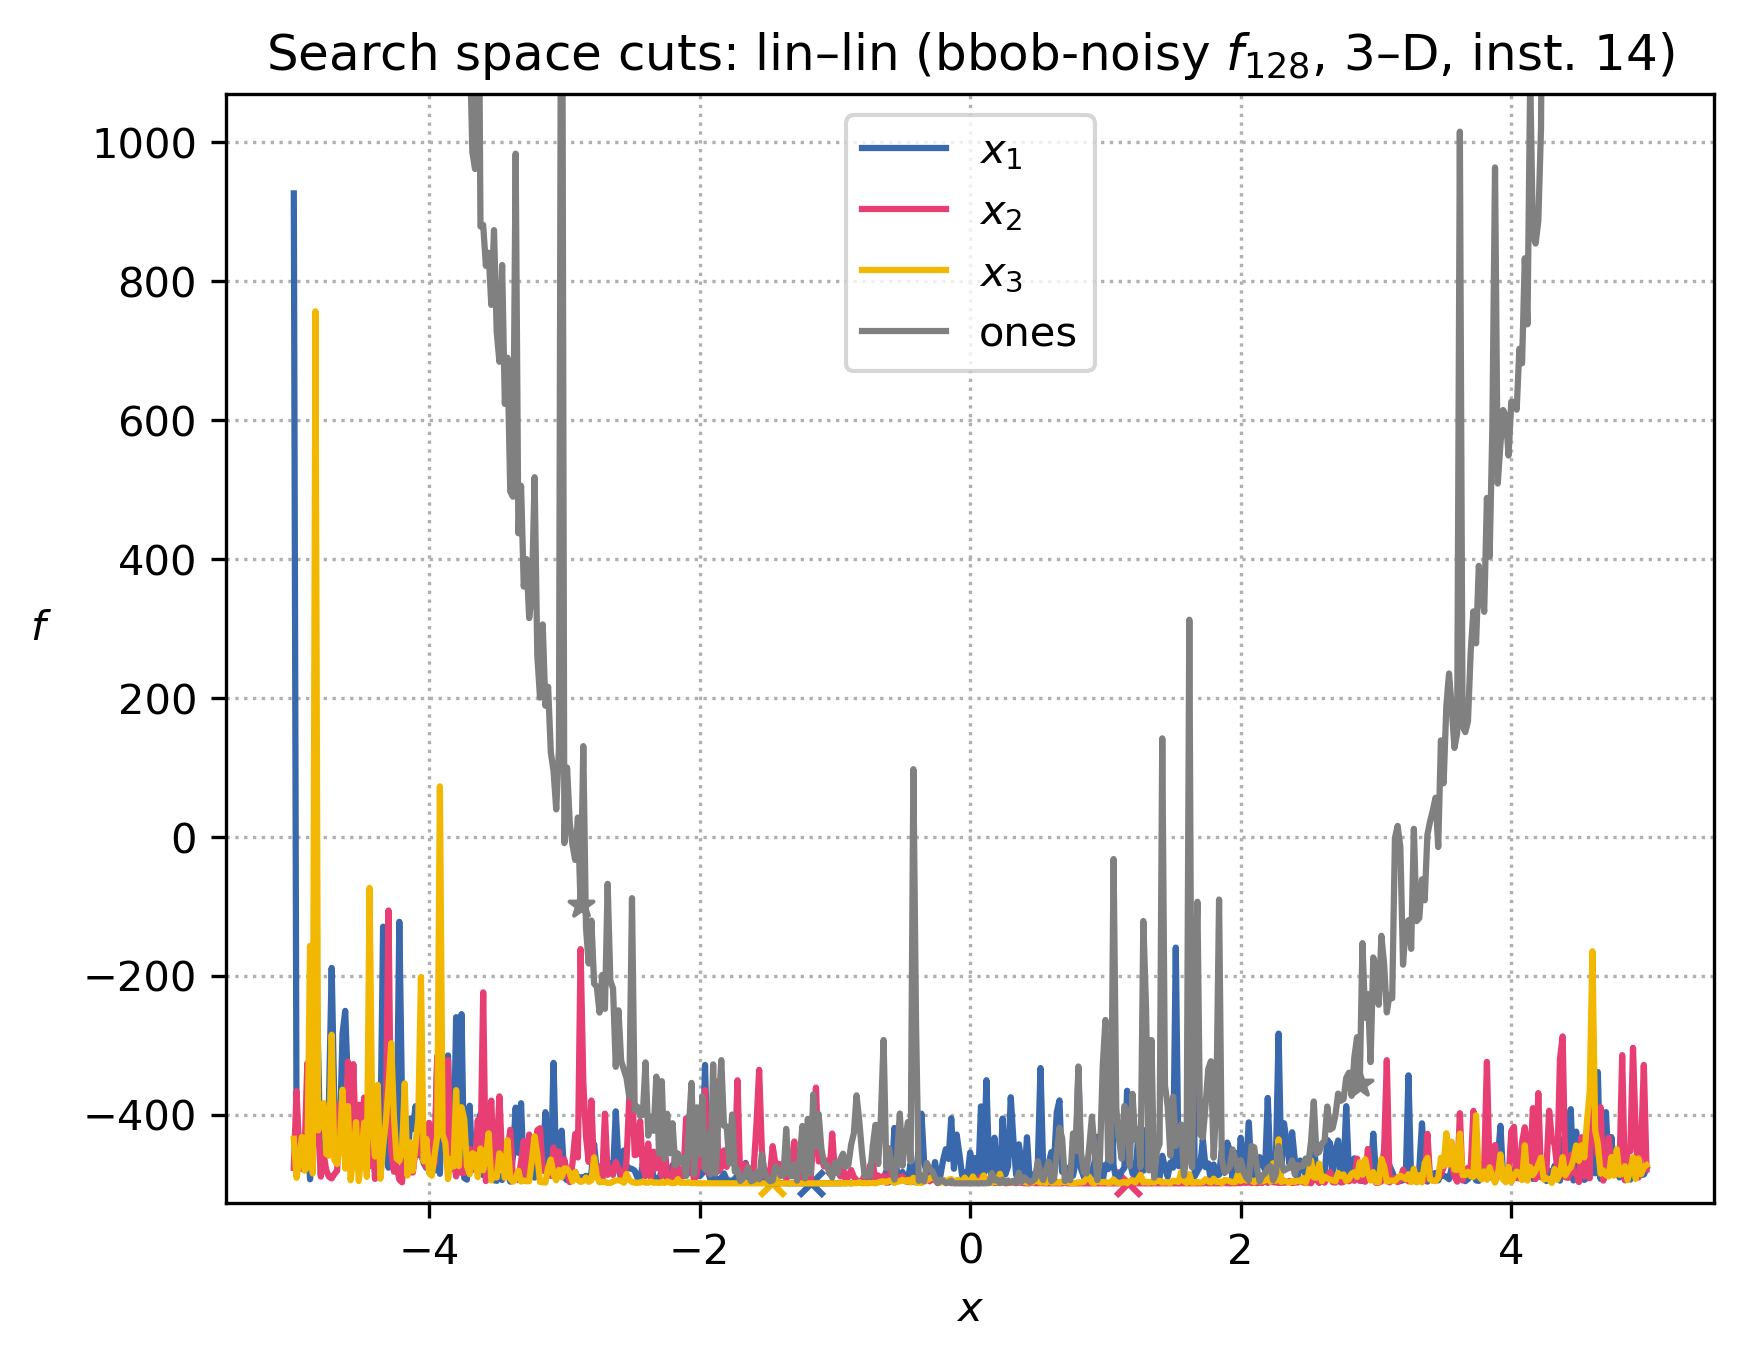 Search space cuts: lin–lin (bbob-noisy f₁₂₈, 3–D, inst. 14)
x₁
x₂
x₃
ones
1000
800
600
400
200
0
−200
−400
f
−4
−2
0
2
4
x